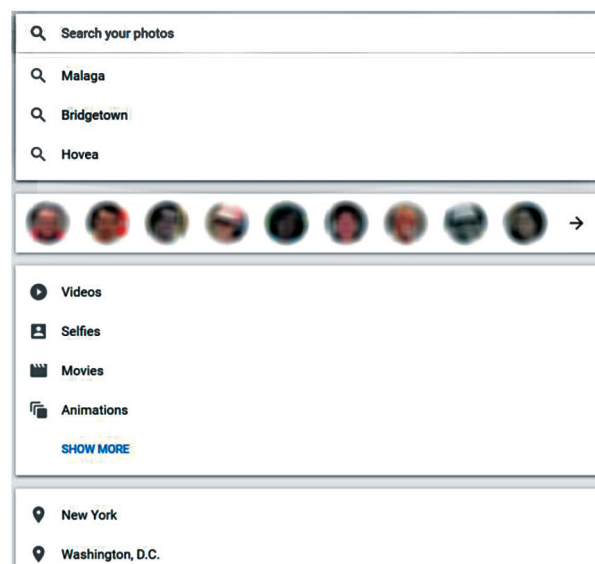 Search your photos
Malaga
Bridgetown
Hovea
Videos
Selfies
Movies
Animations
SHOW MORE
New York
Washington, D.C.